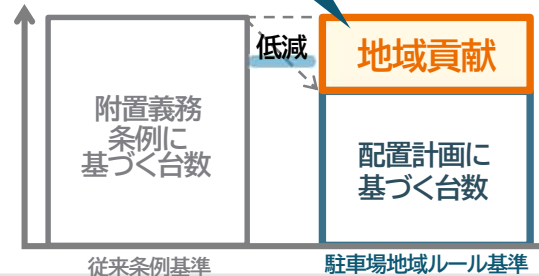 低減
地域貢献
附置義務
条例に
基づく台数
配置計画に
基づく台数
従来条例基準
駐車場地域ルール基準